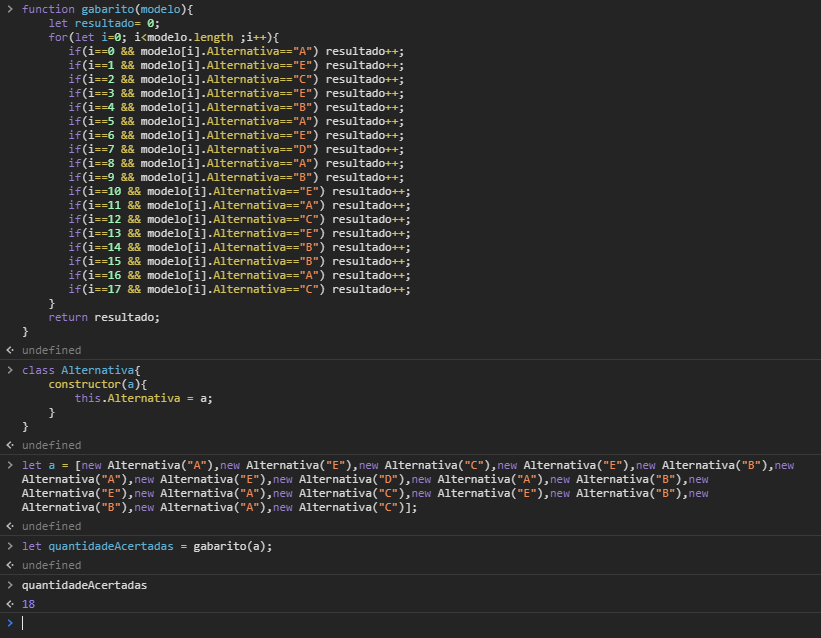 function gabarito(modelo){
let resultado= 0;
for(let i=0; i<modelo.length ;i++){
if(i==0 && modelo[i].Alternativa=="A") resultado++;
if(i==1 && modelo[i].Alternativa=="E") resultado++;
if(i==2 && modelo[i].Alternativa=="C") resultado++;
if(i==3 && modelo[i].Alternativa=="E") resultado++;
if(i==4 && modelo[i].Alternativa=="B") resultado++;
if(i==5 && modelo[i].Alternativa=="A") resultado++;
if(i==6 && modelo[i].Alternativa=="E") resultado++;
if(i==7 && modelo[i].Alternativa=="D") resultado++;
if(i==8 && modelo[i].Alternativa=="A") resultado++;
if(i==9 && modelo[i].Alternativa=="B") resultado++;
if(i==10 && modelo[i].Alternativa=="E") resultado++;
if(i==11 && modelo[i].Alternativa=="A") resultado++;
if(i==12 && modelo[i].Alternativa=="C") resultado++;
if(i==13 && modelo[i].Alternativa=="E") resultado++;
if(i==14 && modelo[i].Alternativa=="B") resultado++;
if(i==15 && modelo[i].Alternativa=="B") resultado++;
if(i==16 && modelo[i].Alternativa=="A") resultado++;
if(i==17 && modelo[i].Alternativa=="C") resultado++;
}
return resultado;
}
undefined
class Alternativa{
constructor(a){
this.Alternativa = a;
}
}
undefined
let a = [new Alternativa("A"),new Alternativa("E"),new Alternativa("C"),new Alternativa("E"),new Alternativa("B"),new
Alternativa("A"),new Alternativa("E"),new Alternativa("D"),new Alternativa("A"),new Alternativa("B"),new
Alternativa("E"),new Alternativa("A"),new Alternativa("C"),new Alternativa("E"),new Alternativa("B"),new
Alternativa("B"),new Alternativa("A"),new Alternativa("C")];
undefined
let quantidadeAcertadas = gabarito(a);
undefined
quantidadeAcertadas
18